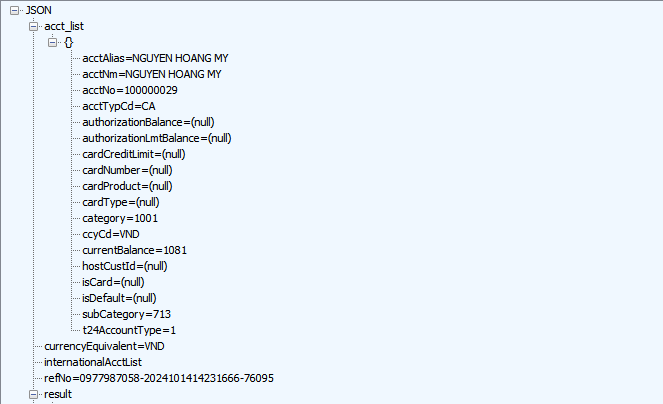 JSON
acct_list
{}
acctAlias=NGUYEN HOANG MY
acctNm=NGUYEN HOANG MY
acctNo=100000029
acctTypCd=CA
authorizationBalance=(null)
authorizationLmtBalance=(null)
cardCreditLimit=(null)
cardNumber=(null)
cardProduct=(null)
cardType=(null)
category=1001
ccyCd=VND
currentBalance=1081
hostCustId=(null)
isCard=(null)
isDefault=(null)
subCategory=713
t24AccountType=1
currencyEquivalent=VND
internationalAcctList
refNo=0977987058-2024101414231666-76095
result